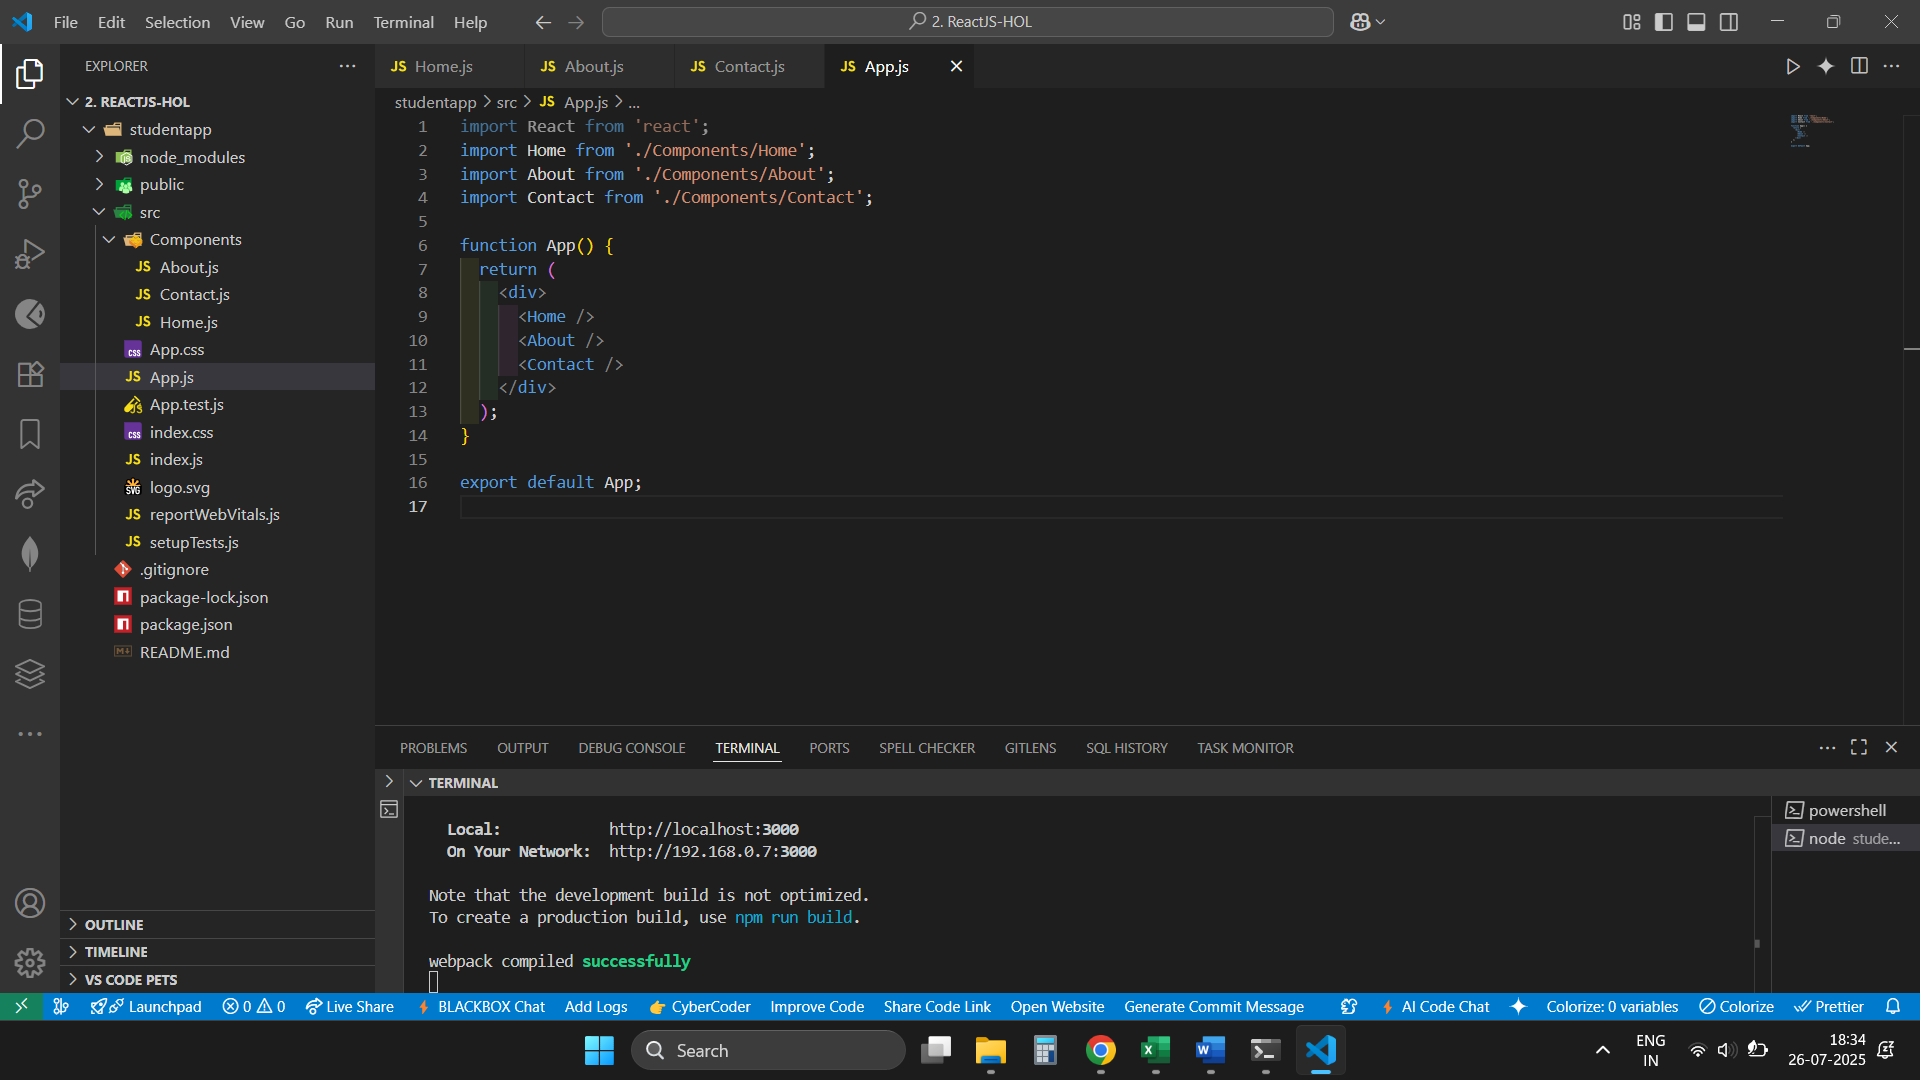 File Edit Selection View Go Run Terminal Help
2. ReactJS-HOL
EXPLORER
2. REACTJS-HOL
studentapp
node_modules
public
src
Components
JS About.js
JS Contact.js
JS Home.js
css App.css
JS App.js
App.test.js
css index.css
JS index.js
SVG logo.svg
JS reportWebVitals.js
JS setupTests.js
.gitignore
package-lock.json
package.json
README.md
OUTLINE
TIMELINE
VS CODE PETS
JS Home.js JS About.js JS Contact.js JS App.js
studentapp > src > JS App.js > ...
1 import React from 'react';
2 import Home from './Components/Home';
3 import About from './Components/About';
4 import Contact from './Components/Contact';
5
6 function App() {
7 return (
8 <div>
9 <Home />
10 <About />
11 <Contact />
12 </div>
13 );
14 }
15
16 export default App;
17
PROBLEMS OUTPUT DEBUG CONSOLE TERMINAL PORTS SPELL CHECKER GITLENS SQL HISTORY TASK MONITOR
TERMINAL
Local: http://localhost:3000
On Your Network: http://192.168.0.7:3000
Note that the development build is not optimized.
To create a production build, use npm run build.
webpack compiled successfully
powershell
node stude...
Launchpad 0 0 Live Share BLACKBOX Chat Add Logs CyberCoder Improve Code Share Code Link Open Website Generate Commit Message AI Code Chat Colorize: 0 variables Colorize Prettier
Search
ENG
IN
18:34
26-07-2025